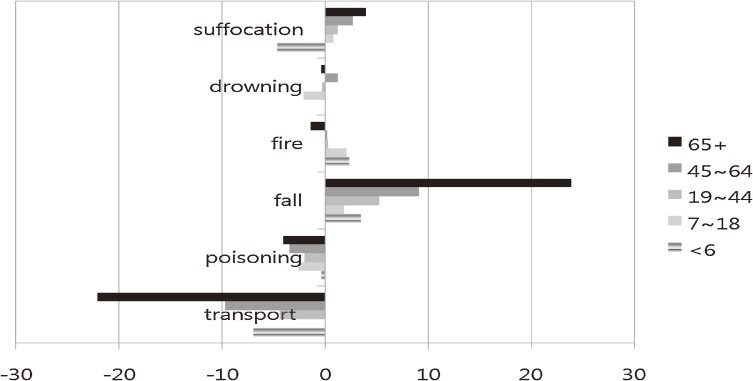 suffocation
drowning
fire
fall
poisoning
transport
65+
45~64
19~44
7~18
<6
-30 -20 -10 0 10 20 30